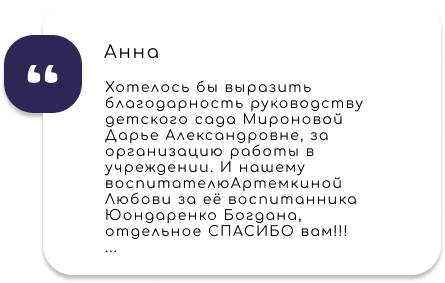 “
Анна
Хотелось бы выразить
благодарность руководству
детского сада Мироновой
Дарье Александровне, за
организацию работы в
учреждении. И нашему
воспитателюАртемкиной
Любови за её воспитанника
Юондаренко Богдана,
отдельное СПАСИБО вам!!!
...